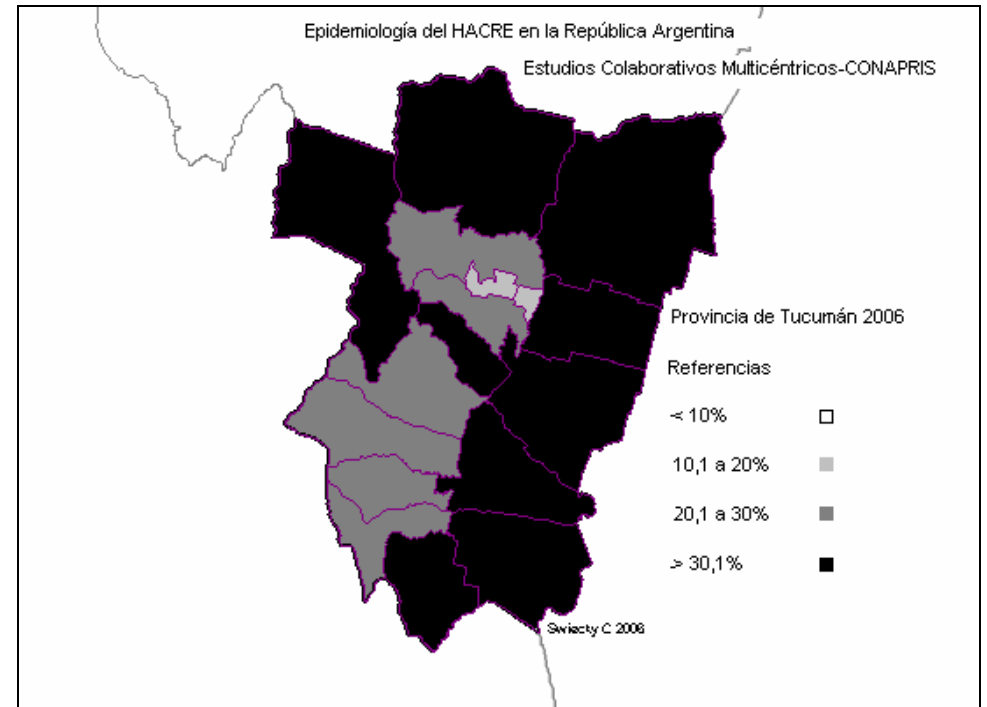 Epidemiología del HACRE en la República Argentina
Estudios Colaborativos Multicéntricos-CONAPRIS
Provincia de Tucumán 2006
Referencias
< 10%
10,1 a 20%
20,1 a 30%
> 30,1%
Swiecky C 2006